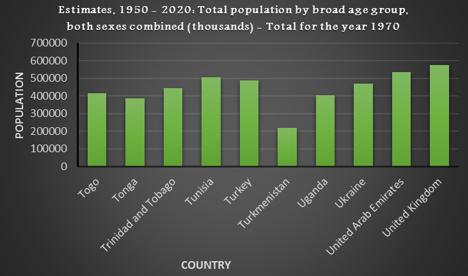 Estimates, 1950 - 2020: Total population by broad age group,
both sexes combined (thousands) - Total for the year 1970
700000
600000
500000
400000
300000
200000
100000
0
POPULATION
Togo
Tonga
Trinidad and Tobago
Tunisia
Turkey
Turkmenistan
Uganda
Ukraine
United Arab Emirates
United Kingdom
COUNTRY